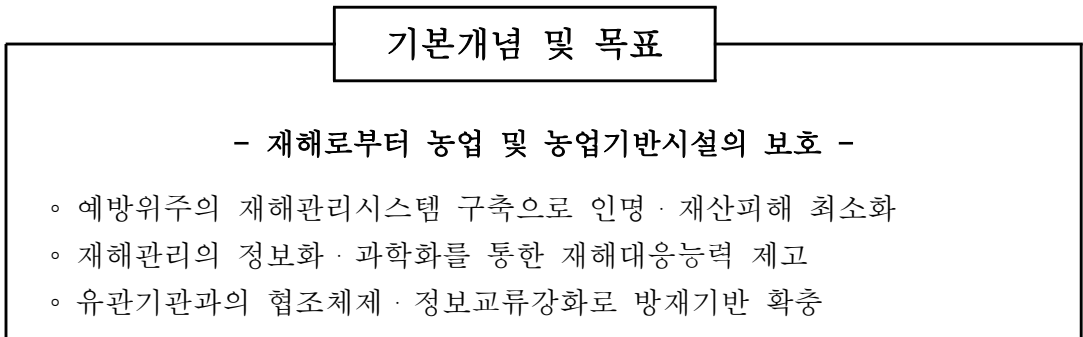 기본개념 및 목표
- 재해로부터 농업 및 농업기반시설의 보호 -
◦ 예방위주의 재해관리시스템 구축으로 인명·재산피해 최소화
◦ 재해관리의 정보화·과학화를 통한 재해대응능력 제고
◦ 유관기관과의 협조체제·정보교류강화로 방재기반 확충